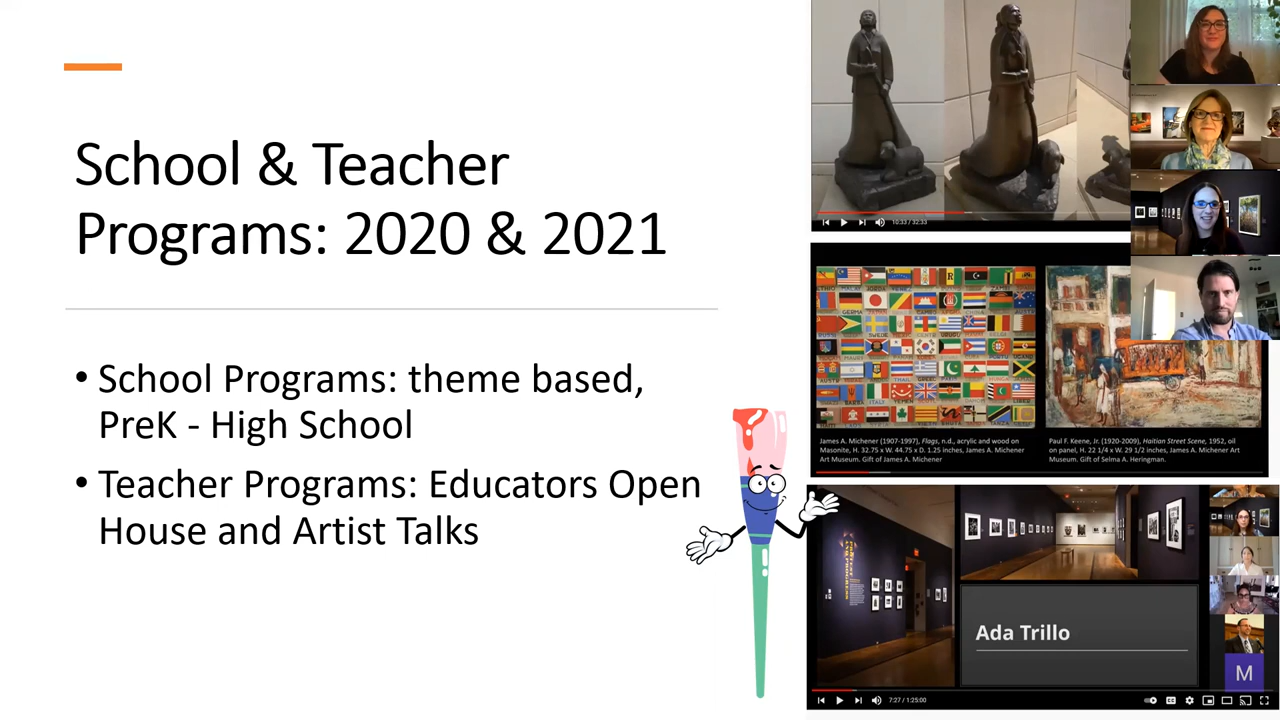 School & Teacher
Programs: 2020 & 2021
• School Programs: theme based,
PreK - High School
• Teacher Programs: Educators Open
House and Artist Talks
10:33 / 32:33
James A. Michener (1907-1997), Flags, n.d., acrylic and wood on
Masonite, H. 32.75 x W. 44.75 x D. 1.25 inches, James A. Michener
Art Museum. Gift of James A. Michener
Paul F. Keene, Jr. (1920-2009), Haitian Street Scene, 1952, oil
on panel, H. 22 1/4 x W. 29 1/2 inches, James A. Michener Art
Museum. Gift of Selma A. Heringman.
Ada Trillo
M
7:27 / 1:25:00